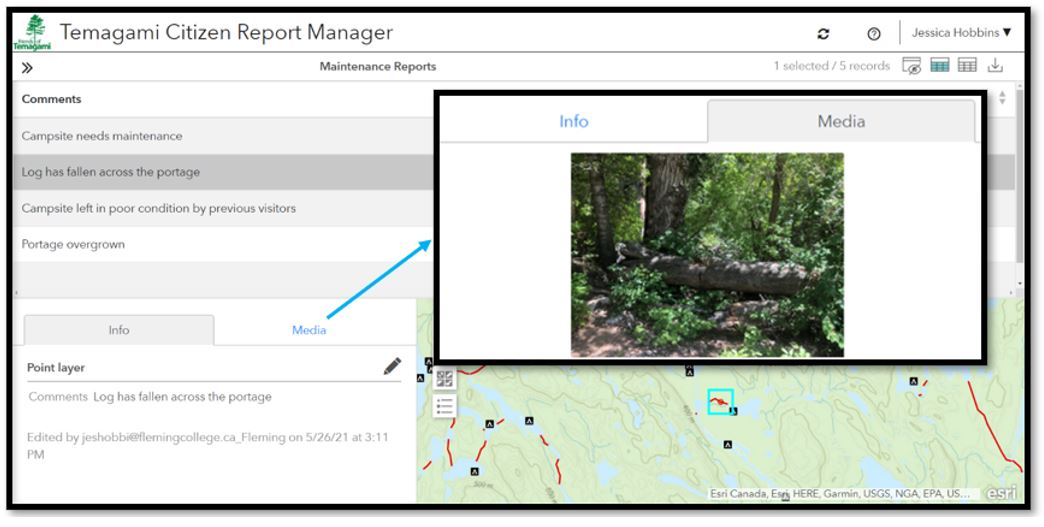 Friends of
Temagami
Temagami Citizen Report Manager
Jessica Hobbins ▼
Maintenance Reports
1 selected / 5 records
Comments
Campsite needs maintenance
Log has fallen across the portage
Campsite left in poor condition by previous visitors
Portage overgrown
Info
Media
Info
Media
Point layer
Comments Log has fallen across the portage
Edited by jeshobbi@flemingcollege.ca_Fleming on 5/26/21 at 3:11
PM
400 m
500 m
Esri Canada, Esri, HERE, Garmin, USGS, NGA, EPA, US...
esri